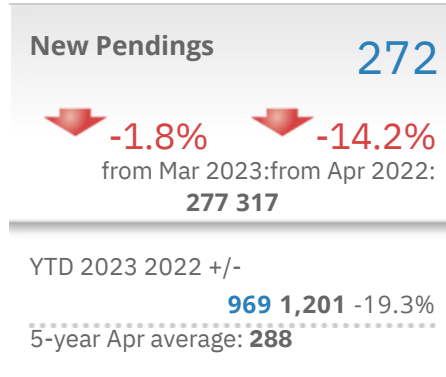 New Pendings
272
-1.8% -14.2%
from Mar 2023:from Apr 2022:
277 317
YTD 2023 2022 +/-
969 1,201 -19.3%
5-year Apr average: 288